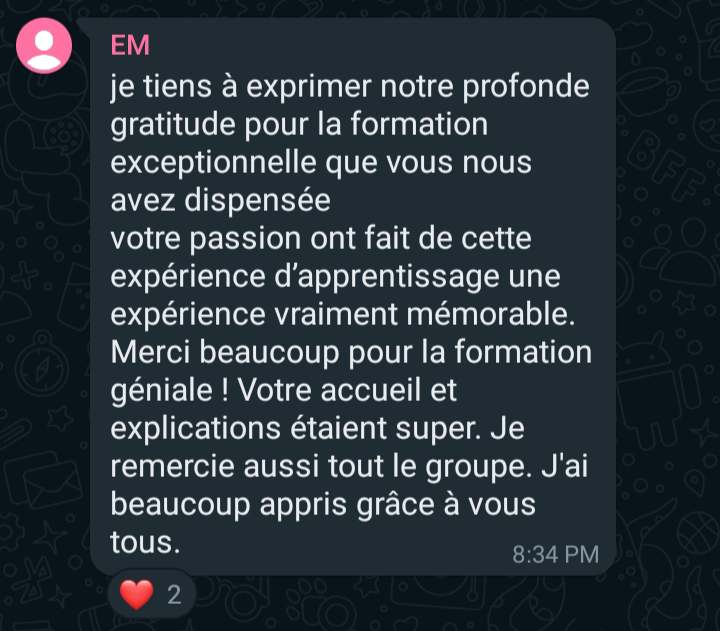 EM
je tiens à exprimer notre profonde
gratitude pour la formation
exceptionnelle que vous nous
avez dispensée
votre passion ont fait de cette
expérience d’apprentissage une
expérience vraiment mémorable.
Merci beaucoup pour la formation
géniale ! Votre accueil et
explications étaient super. Je
remercie aussi tout le groupe. J'ai
beaucoup appris grâce à vous
tous.
8:34 PM
2
BFF